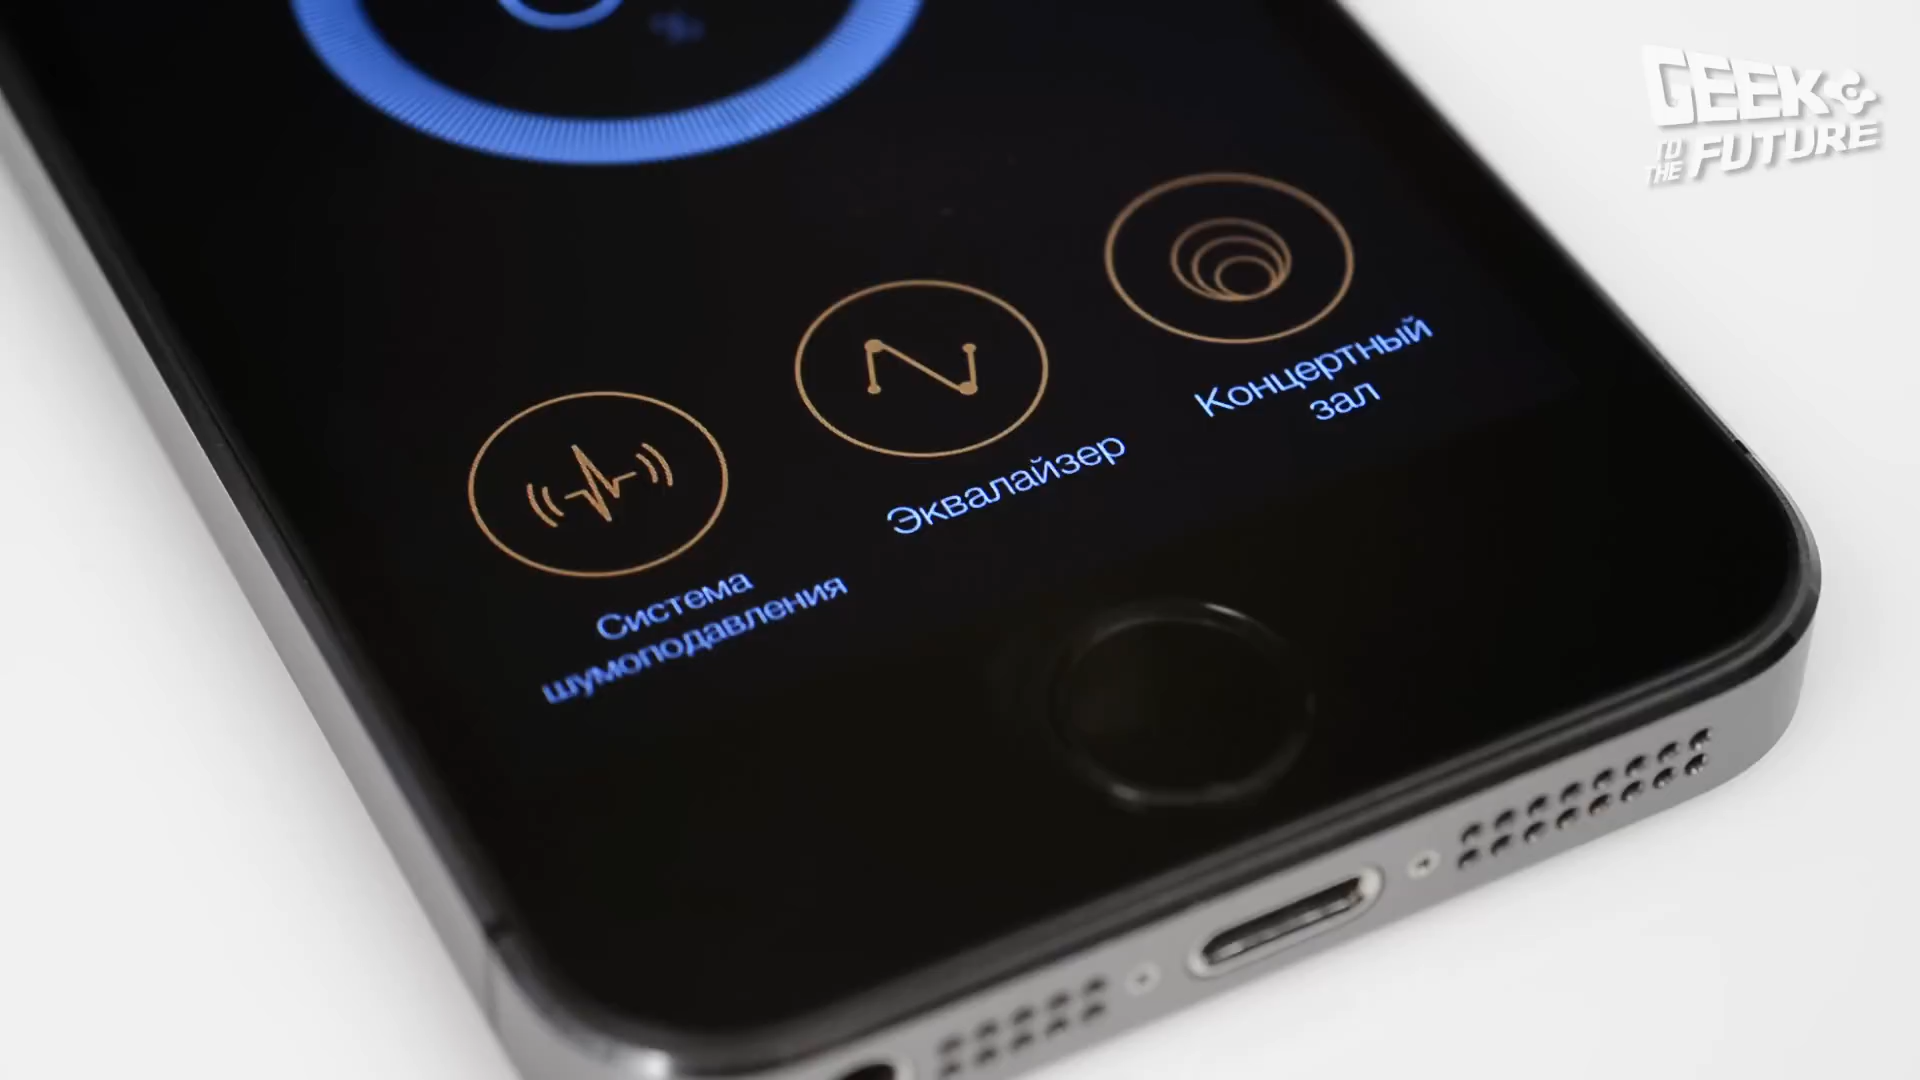 GEEK
TO THE FUTURE
Концертный
зал
Эквалайзер
Система
шумоподавления